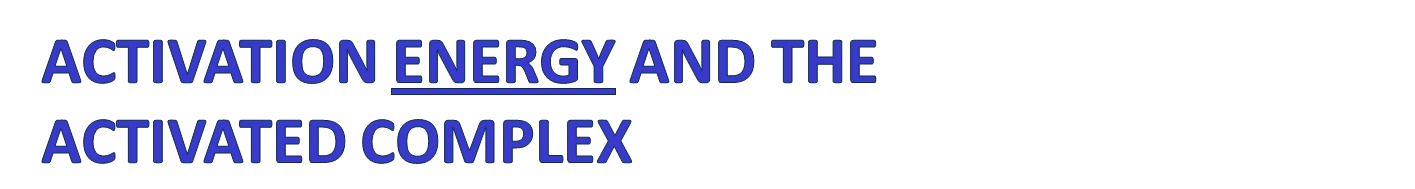 ACTIVATION ENERGY AND THE
ACTIVATED COMPLEX